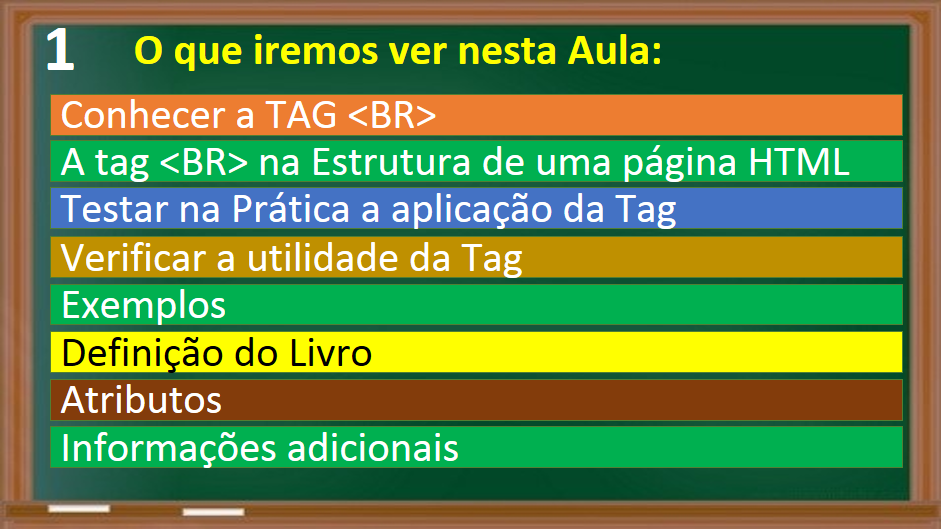 1 O que iremos ver nesta Aula:
Conhecer a TAG <BR>
A tag <BR> na Estrutura de uma página HTML
Testar na Prática a aplicação da Tag
Verificar a utilidade da Tag
Exemplos
Definição do Livro
Atributos
Informações adicionais